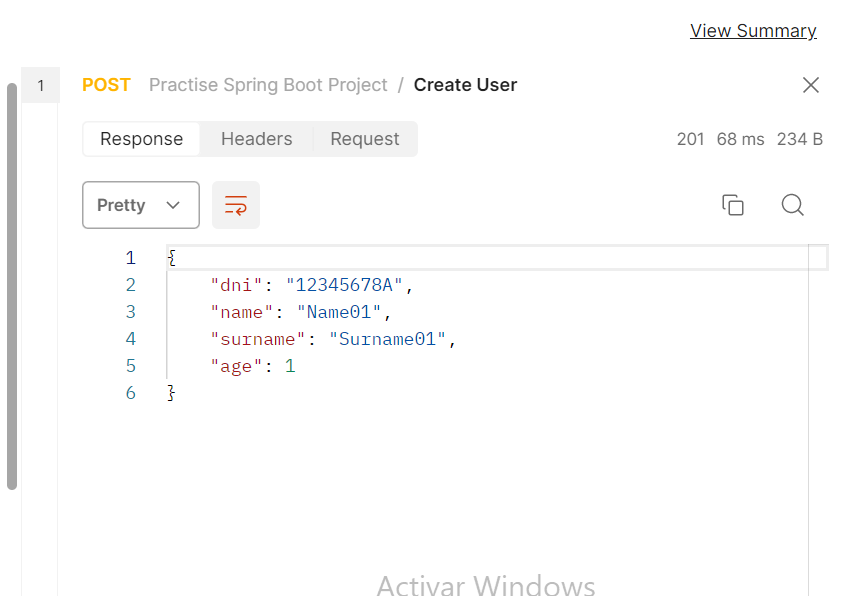 View Summary
1
POST Practise Spring Boot Project / Create User
Response Headers Request 201 68 ms 234 B
Pretty
1 {
2 "dni": "12345678A",
3 "name": "Name01",
4 "surname": "Surname01",
5 "age": 1
6 }
Activar Windows